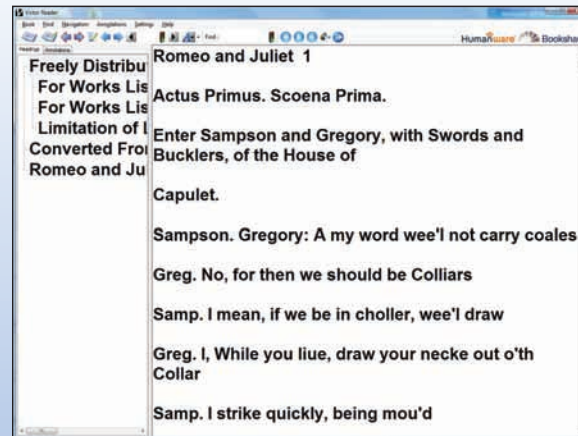 Victor Reader
Book Find Navigation Annotations Settings Help
Find:
HumanWare Bookshar
Headings Annotations
Freely Distribu
For Works Lis
For Works Lis
Limitation of L
Converted Fro
Romeo and Ju
Romeo and Juliet 1
Actus Primus. Scoena Prima.
Enter Sampson and Gregory, with Swords and
Bucklers, of the House of
Capulet.
Sampson. Gregory: A my word wee'l not carry coales
Greg. No, for then we should be Colliars
Samp. I mean, if we be in choller, wee'l draw
Greg. I, While you liue, draw your necke out o'th
Collar
Samp. I strike quickly, being mou'd